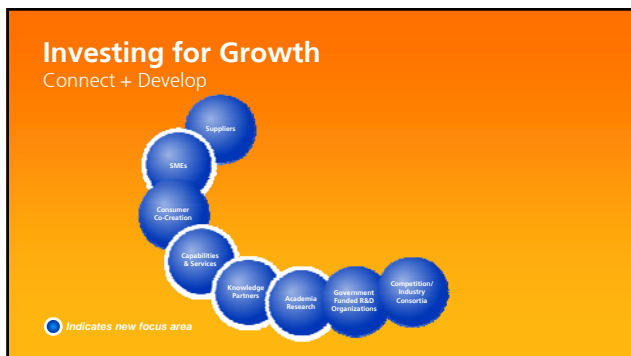 Investing for Growth
Connect + Develop
Suppliers
SMEs
Consumer
Co-Creation
Capabilities
& Services
Knowledge
Partners
Academia
Research
Government
Funded R&D
Organizations
Competition/
Industry
Consortia
Indicates new focus area